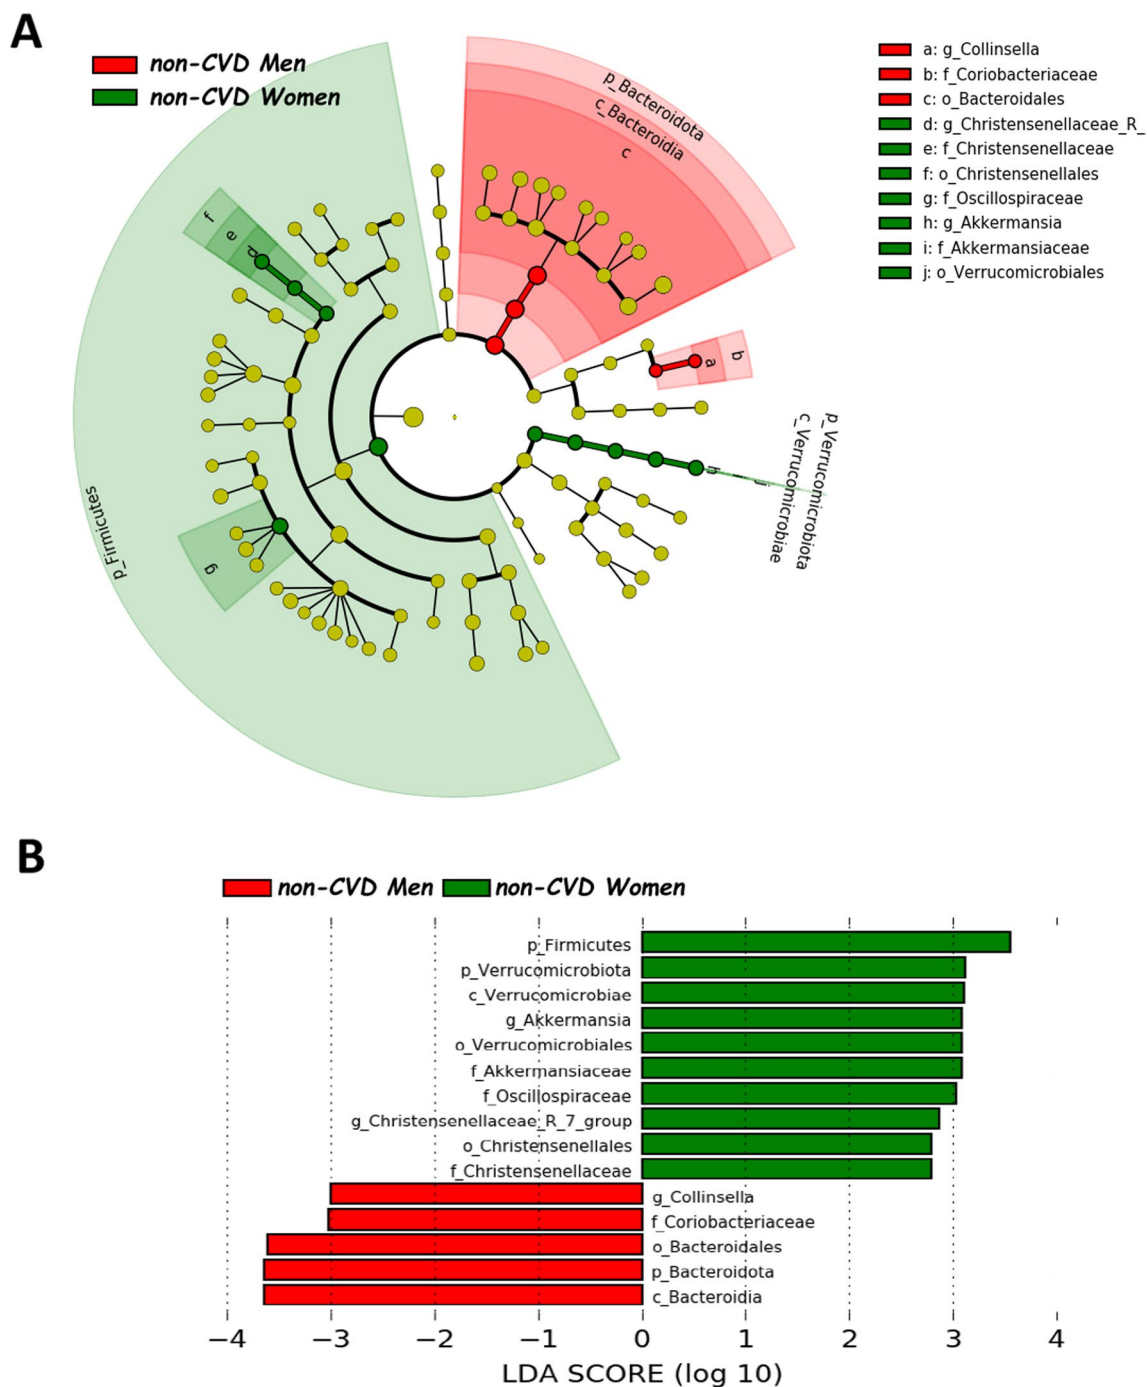 A
non-CVD Men
non-CVD Women
a: g_Collinsella
b: f_Coriobacteriaceae
c: o_Bacteroidales
d: g_Christensenellaceae_R_
e: f_Christensenellaceae
f: o_Christensenellales
g: f_Oscillospiraceae
h: g_Akkermansia
i: f_Akkermansiaceae
j: o_Verrucomicrobiales
p_Bacteroidota
c_Bacteroidia
c
f
e
d
a
b
h
i
j
p_Verrucomicrobiota
c_Verrucomicrobiae
p_Firmicutes
g
B
non-CVD Men non-CVD Women
p_Firmicutes
p_Verrucomicrobiota
c_Verrucomicrobiae
g_Akkermansia
o_Verrucomicrobiales
f_Akkermansiaceae
f_Oscillospiraceae
g_Christensenellaceae_R_7_group
o_Christensenellales
f_Christensenellaceae
g_Collinsella
f_Coriobacteriaceae
o_Bacteroidales
p_Bacteroidota
c_Bacteroidia
−4 −3 −2 −1 0 1 2 3 4
LDA SCORE (log 10)